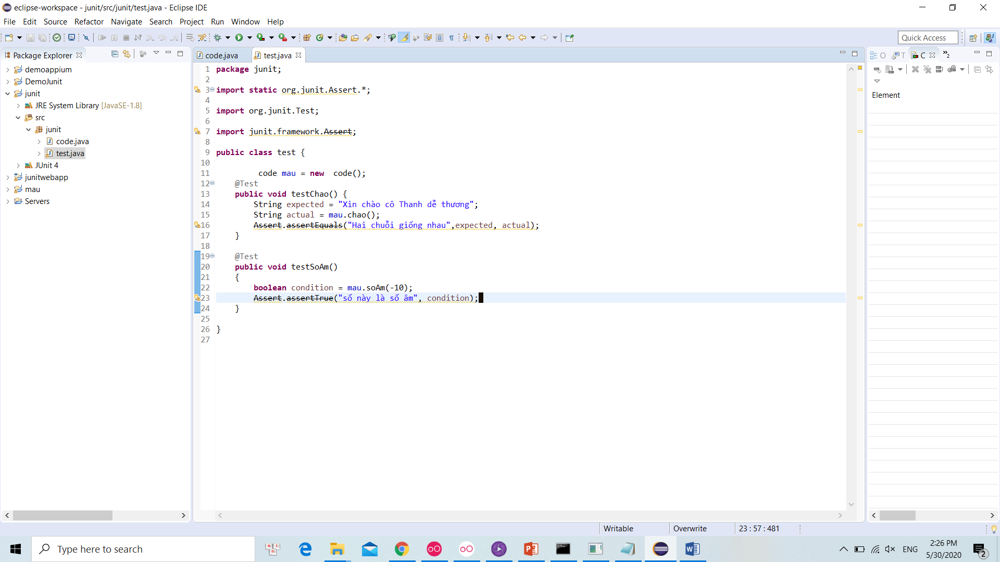 eclipse-workspace - junit/src/junit/test.java - Eclipse IDE
File Edit Source Refactor Navigate Search Project Run Window Help
Quick Access
Package Explorer
demoappium
DemoJunit
junit
JRE System Library [JavaSE-1.8]
src
junit
code.java
test.java
JUnit 4
junitwebapp
mau
Servers
code.java test.java
1 package junit;
2
3 import static org.junit.Assert.*;
4
5 import org.junit.Test;
6
7 import junit.framework.Assert;
8
9 public class test {
10
11 code mau = new  code();
12 @Test
13 public void testChao() {
14 String expected = "Xin chào cô Thanh dễ thương";
15 String actual = mau.chao();
16 Assert.assertEquals("Hai chuỗi giống nhau",expected, actual);
17 }
18
19 @Test
20 public void testSoAm()
21 {
22 boolean condition = mau.soAm(-10);
23 Assert.assertTrue("số này là số âm", condition);
24 }
25
26 }
27
O T C »2
Element
Writable Overwrite 23 : 57 : 481
Type here to search
ENG
2:26 PM
5/30/2020
2